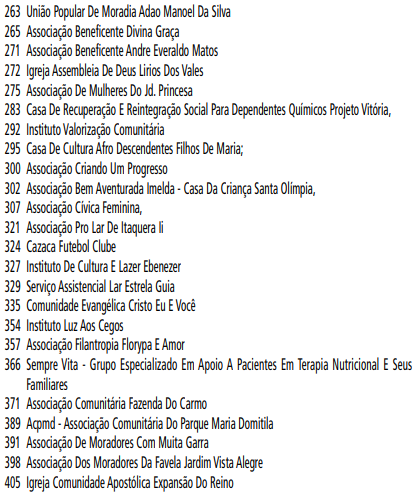 263 União Popular De Moradia Adao Manoel Da Silva
265 Associação Beneficente Divina Graça
271 Associação Beneficente Andre Everaldo Matos
272 Igreja Assembleia De Deus Lirios Dos Vales
275 Associação De Mulheres Do Jd. Princesa
283 Casa De Recuperação E Reintegração Social Para Dependentes Químicos Projeto Vitória,
292 Instituto Valorização Comunitária
295 Casa De Cultura Afro Descendentes Filhos De Maria;
300 Associação Criando Um Progresso
302 Associação Bem Aventurada Imelda - Casa Da Criança Santa Olímpia,
307 Associação Cívica Feminina,
321 Associação Pro Lar De Itaquera Ii
324 Cazaca Futebol Clube
327 Instituto De Cultura E Lazer Ebenezer
329 Serviço Assistencial Lar Estrela Guia
335 Comunidade Evangélica Cristo Eu E Você
354 Instituto Luz Aos Cegos
357 Associação Filantropia Florypa E Amor
366 Sempre Vita - Grupo Especializado Em Apoio A Pacientes Em Terapia Nutricional E Seus
Familiares
371 Associação Comunitária Fazenda Do Carmo
389 Acpmd - Associação Comunitária Do Parque Maria Domitila
391 Associação De Moradores Com Muita Garra
398 Associação Dos Moradores Da Favela Jardim Vista Alegre
405 Igreja Comunidade Apostólica Expansão Do Reino